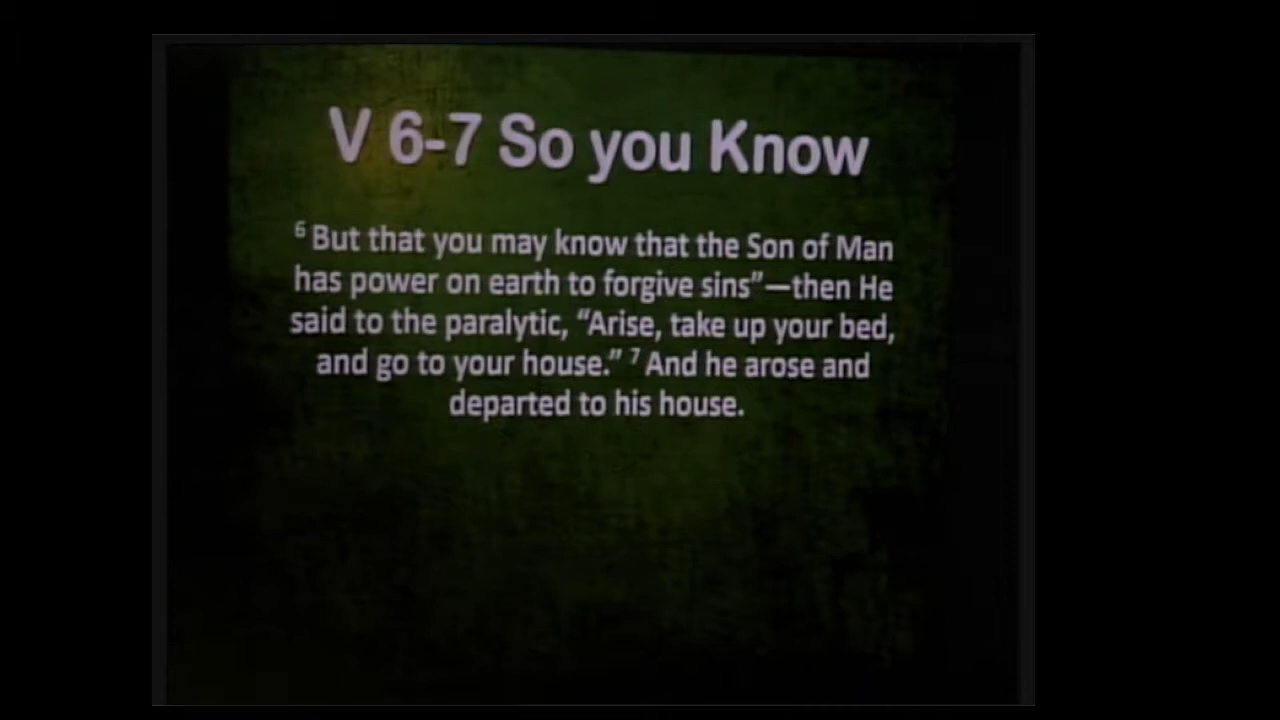 V 6-7 So you Know
6 But that you may know that the Son of Man
has power on earth to forgive sins”—then He
said to the paralytic, “Arise, take up your bed,
and go to your house.” 7 And he arose and
departed to his house.